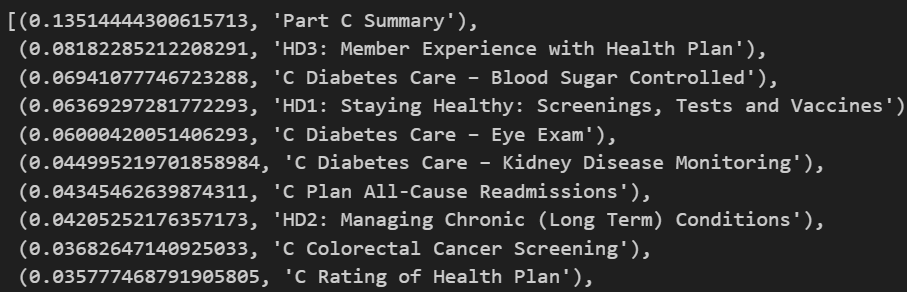 [(0.13514444300615713, 'Part C Summary'),
(0.08182285212208291, 'HD3: Member Experience with Health Plan'),
(0.06941077746723288, 'C Diabetes Care – Blood Sugar Controlled'),
(0.06369297281772293, 'HD1: Staying Healthy: Screenings, Tests and Vaccines')
(0.06000420051406293, 'C Diabetes Care – Eye Exam'),
(0.044995219701858984, 'C Diabetes Care – Kidney Disease Monitoring'),
(0.04345462639874311, 'C Plan All-Cause Readmissions'),
(0.04205252176357173, 'HD2: Managing Chronic (Long Term) Conditions'),
(0.03682647140925033, 'C Colorectal Cancer Screening'),
(0.035777468791905805, 'C Rating of Health Plan'),